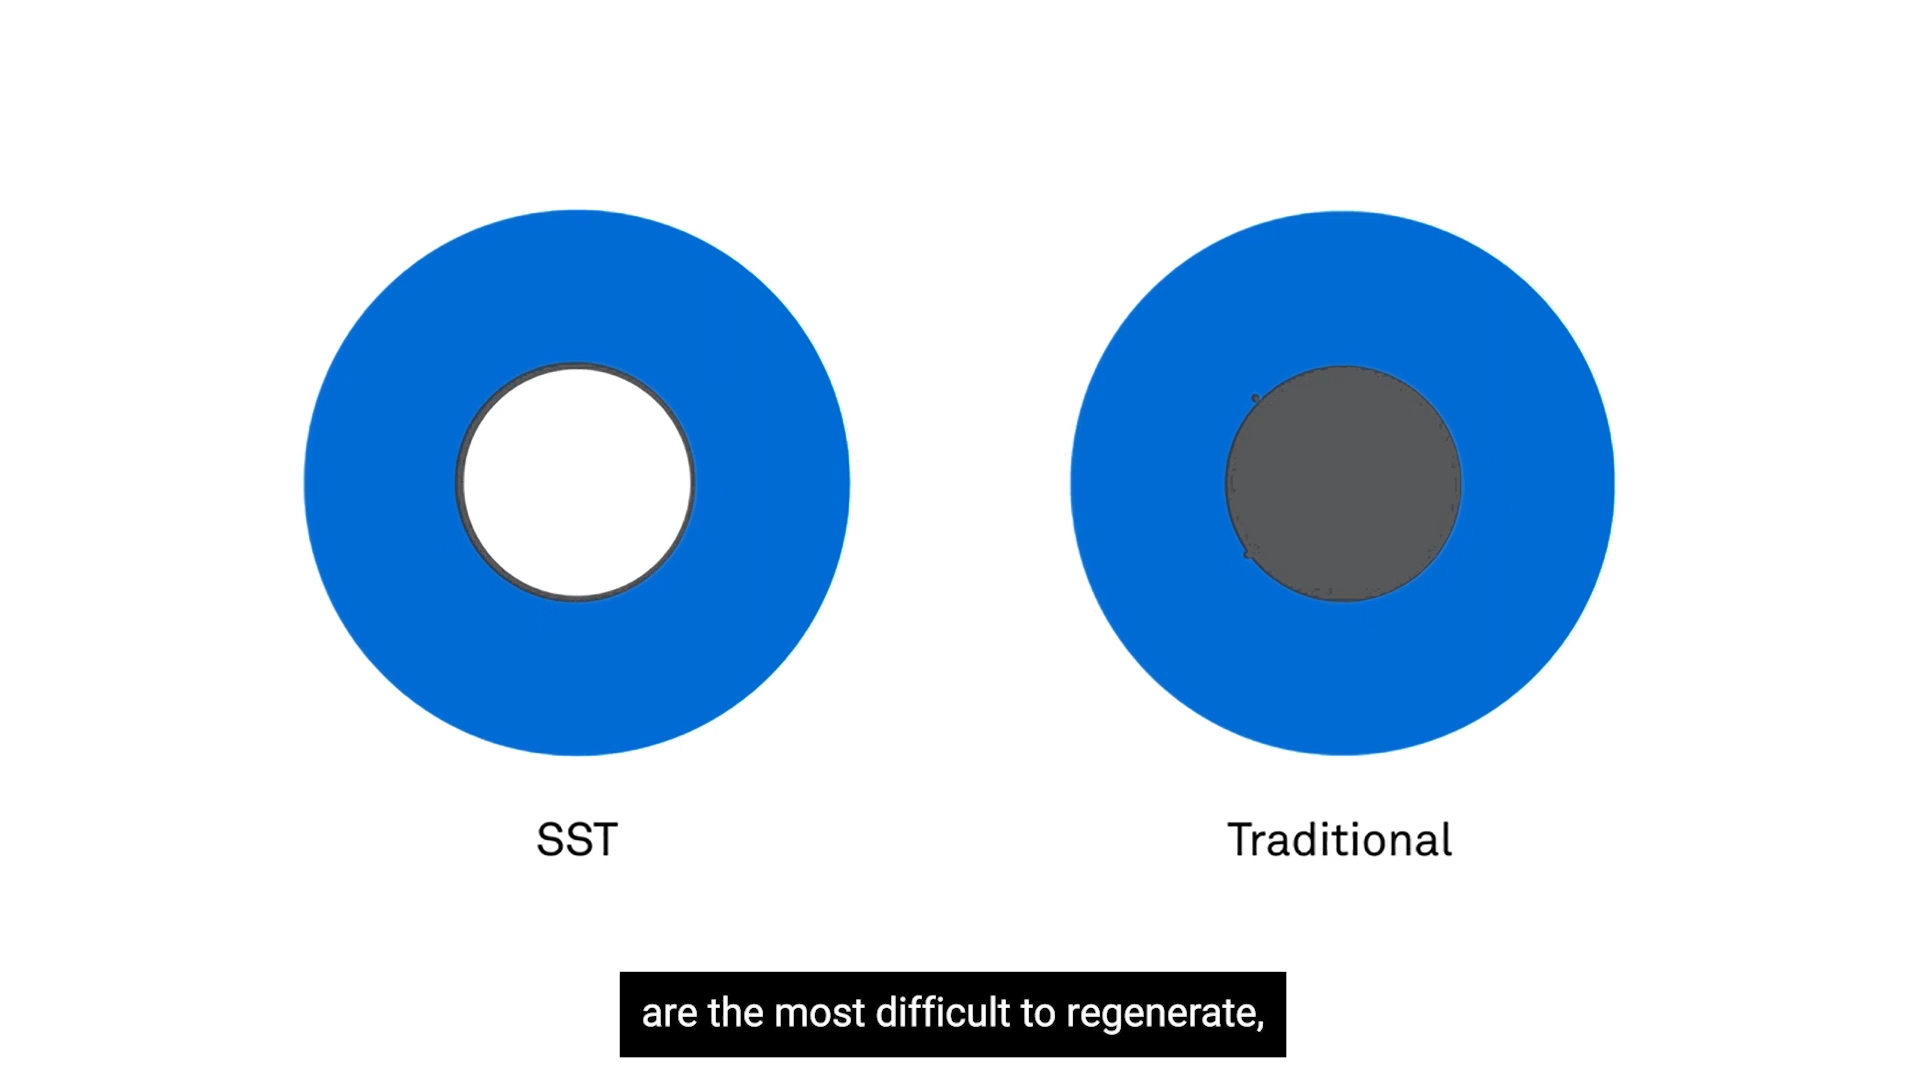 SST
Traditional
are the most difficult to regenerate,